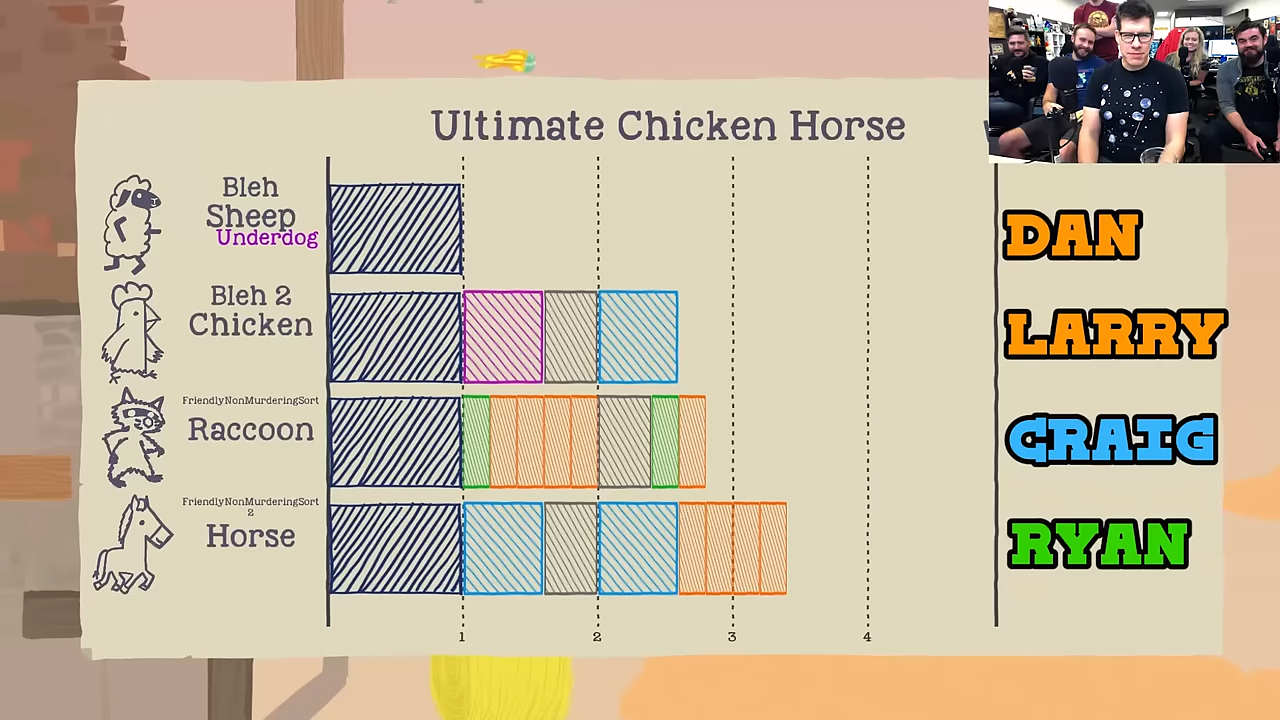 Ultimate Chicken Horse
Bleh
Sheep
Underdog
DAN
Bleh 2
Chicken
LARRY
FriendlyNonMurderingSort
Raccoon
CRAIG
FriendlyNonMurderingSort
2
Horse
RYAN
1 2 3 4